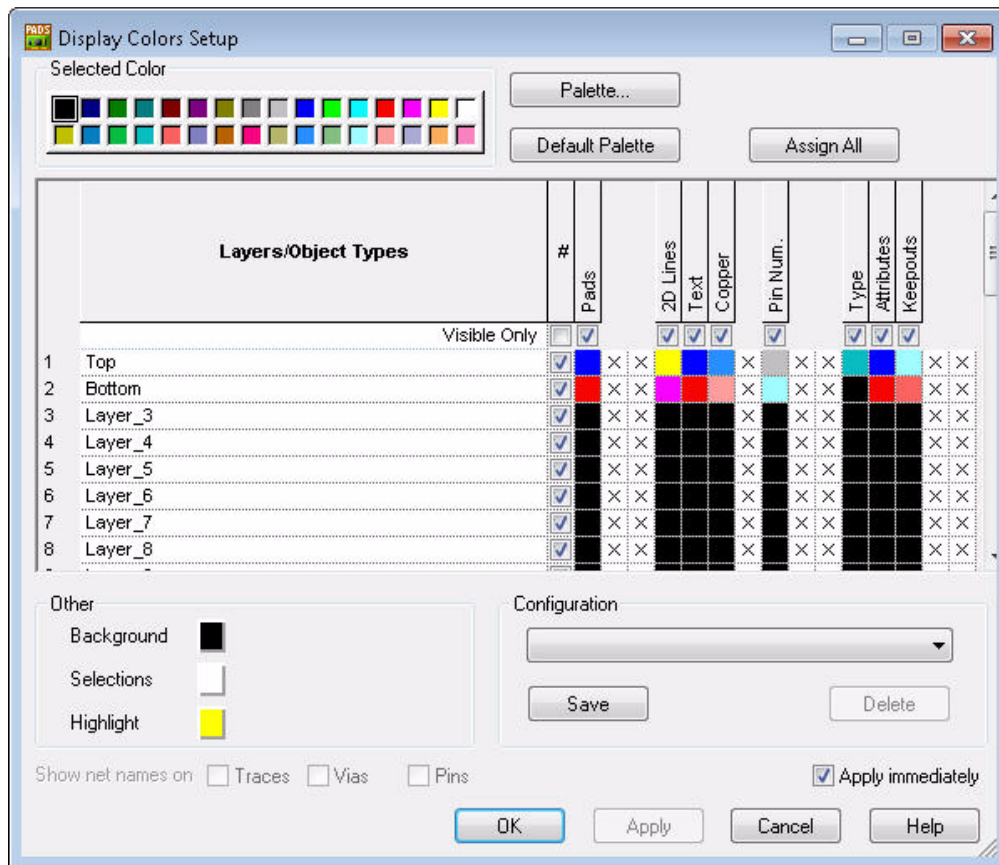 PADS
Display Colors Setup
Selected Color
Palette...
Default Palette
Assign All
Layers/Object Types
#
Pads
2D Lines
Text
Copper
Pin Num.
Type
Attributes
Keepouts
Visible Only
1 Top
2 Bottom
3 Layer_3
4 Layer_4
5 Layer_5
6 Layer_6
7 Layer_7
8 Layer_8
Other
Background
Selections
Highlight
Configuration
Save
Delete
Show net names on Traces Vias Pins
Apply immediately
OK
Apply
Cancel
Help